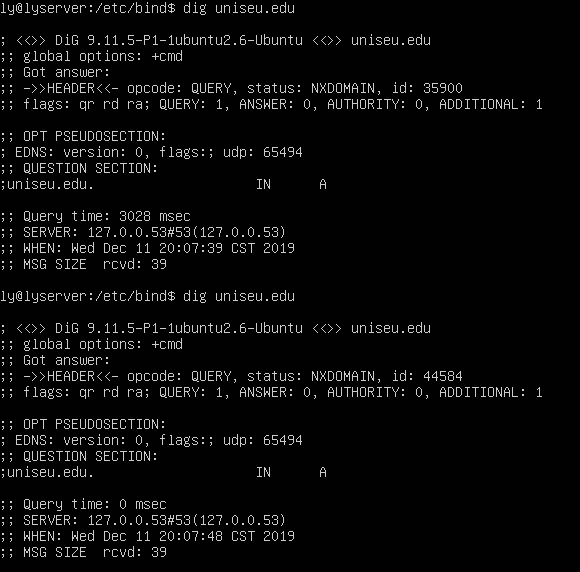 ly@lyserver:/etc/bind$ dig uniseu.edu
; <<>> DiG 9.11.5-P1-1ubuntu2.6-Ubuntu <<>> uniseu.edu
;; global options: +cmd
;; Got answer:
;; ->>HEADER<<- opcode: QUERY, status: NXDOMAIN, id: 35900
;; flags: qr rd ra; QUERY: 1, ANSWER: 0, AUTHORITY: 0, ADDITIONAL: 1
;; OPT PSEUDOSECTION:
; EDNS: version: 0, flags:; udp: 65494
;; QUESTION SECTION:
;uniseu.edu. IN A
;; Query time: 3028 msec
;; SERVER: 127.0.0.53#53(127.0.0.53)
;; WHEN: Wed Dec 11 20:07:39 CST 2019
;; MSG SIZE rcvd: 39
ly@lyserver:/etc/bind$ dig uniseu.edu
; <<>> DiG 9.11.5-P1-1ubuntu2.6-Ubuntu <<>> uniseu.edu
;; global options: +cmd
;; Got answer:
;; ->>HEADER<<- opcode: QUERY, status: NXDOMAIN, id: 44584
;; flags: qr rd ra; QUERY: 1, ANSWER: 0, AUTHORITY: 0, ADDITIONAL: 1
;; OPT PSEUDOSECTION:
; EDNS: version: 0, flags:; udp: 65494
;; QUESTION SECTION:
;uniseu.edu. IN A
;; Query time: 0 msec
;; SERVER: 127.0.0.53#53(127.0.0.53)
;; WHEN: Wed Dec 11 20:07:48 CST 2019
;; MSG SIZE rcvd: 39